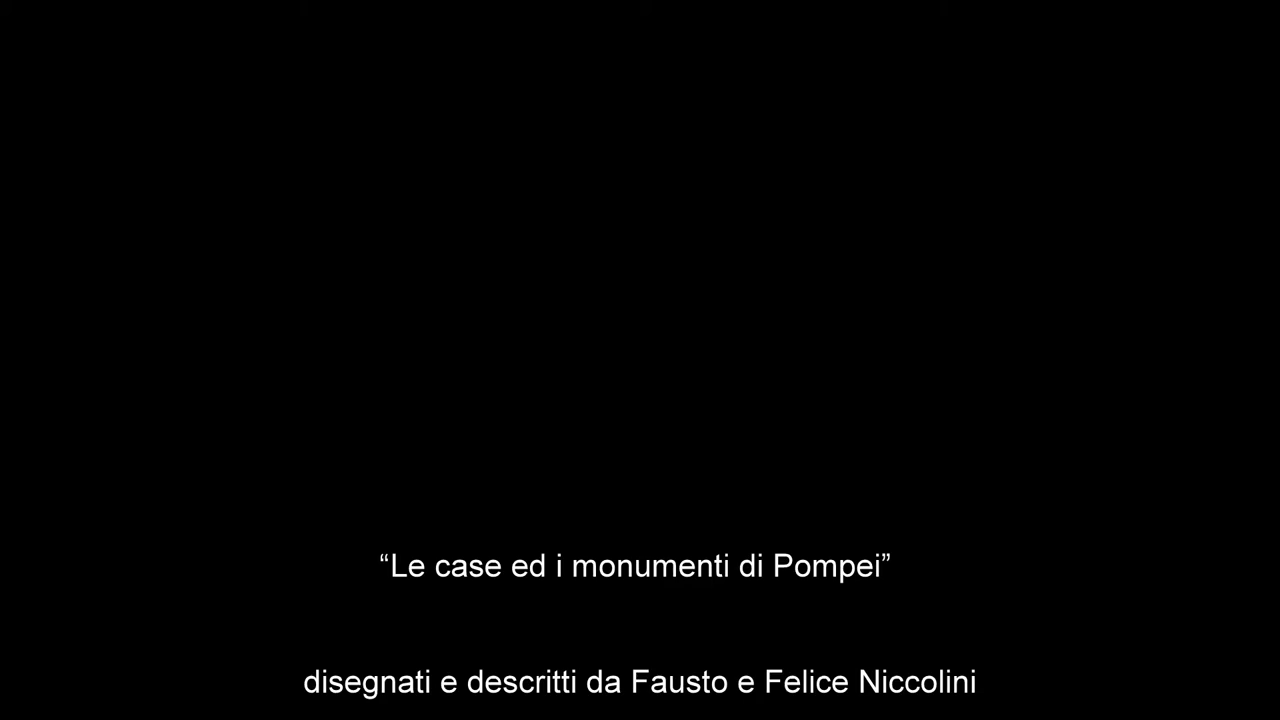 “Le case ed i monumenti di Pompei”
disegnati e descritti da Fausto e Felice Niccolini